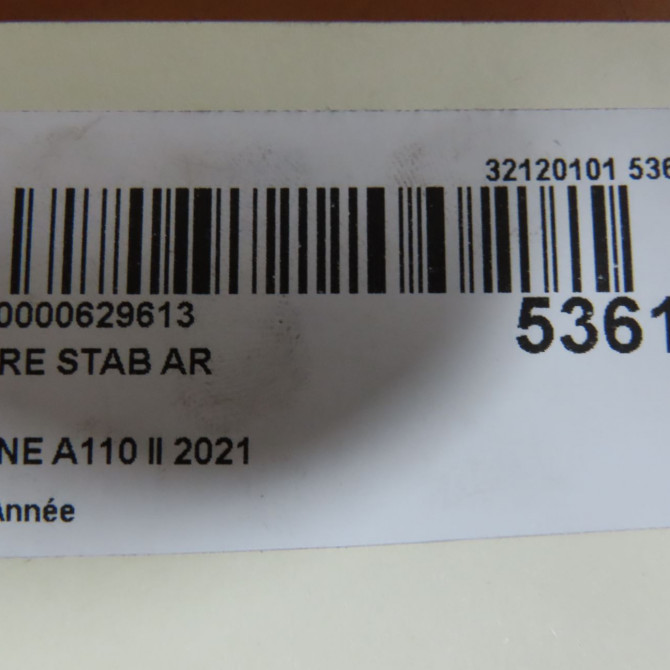 32120101 536
0000629613
5361
RE STAB AR
NE A110 II 2021
Année